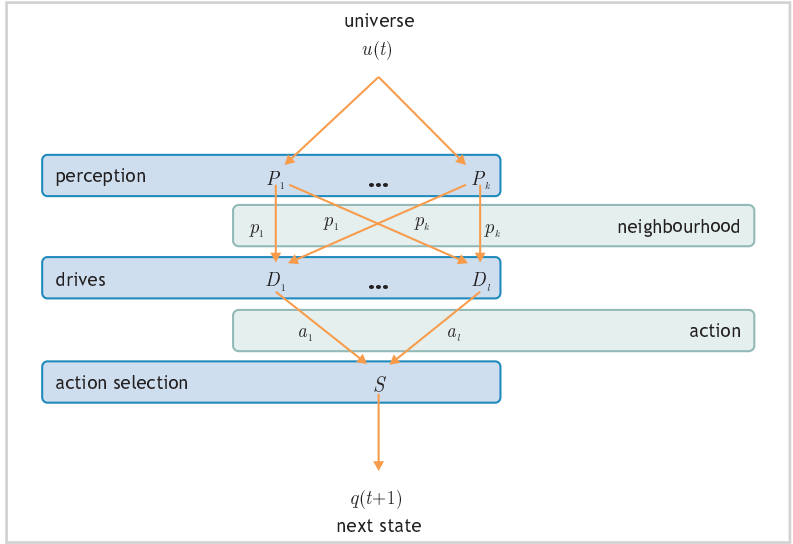 universe
u(t)
perception P₁ ... Pₖ
p₁ p₁ pₖ pₖ neighbourhood
drives D₁ ... Dₗ
a₁ aₗ action
action selection S
q(t+1)
next state